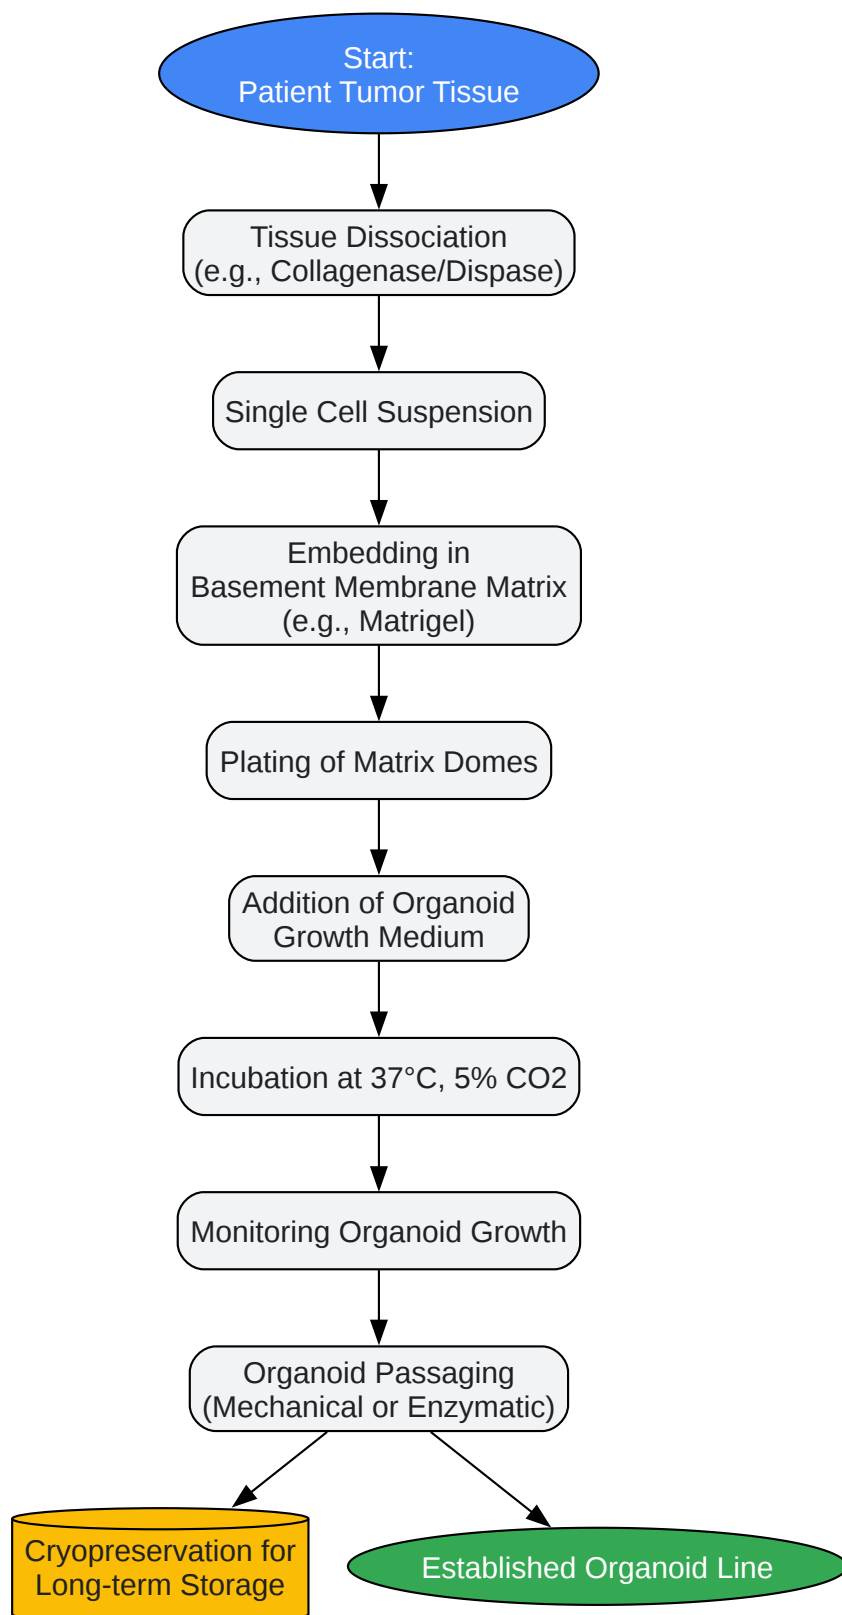 Start:
Patient Tumor Tissue
Tissue Dissociation
(e.g., Collagenase/Dispase)
Single Cell Suspension
Embedding in
Basement Membrane Matrix
(e.g., Matrigel)
Plating of Matrix Domes
Addition of Organoid
Growth Medium
Incubation at 37°C, 5% CO2
Monitoring Organoid Growth
Organoid Passaging
(Mechanical or Enzymatic)
Cryopreservation for
Long-term Storage
Established Organoid Line